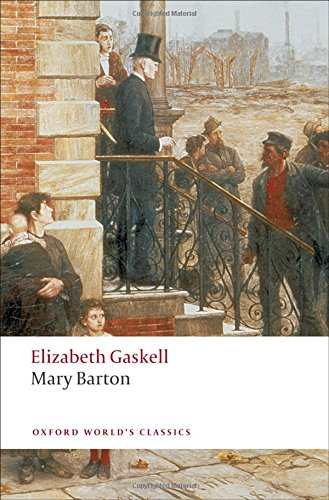 Elizabeth Gaskell
Mary Barton
OXFORD WORLD'S CLASSICS